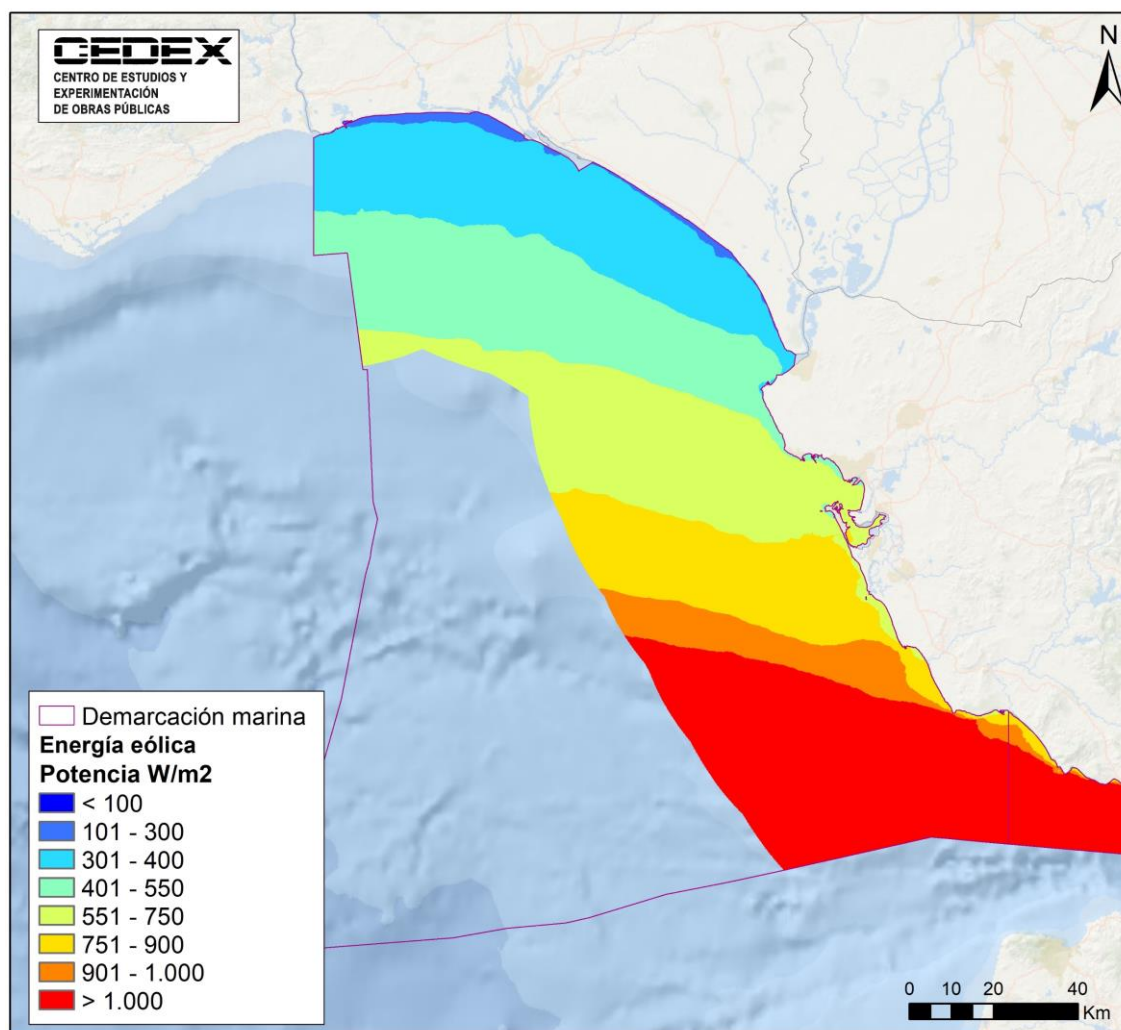 CEDEX
CENTRO DE ESTUDIOS Y
EXPERIMENTACIÓN
DE OBRAS PÚBLICAS
N
Demarcación marina
Energía eólica
Potencia W/m2
< 100
101 - 300
301 - 400
401 - 550
551 - 750
751 - 900
901 - 1.000
> 1.000
0 10 20 40
Km